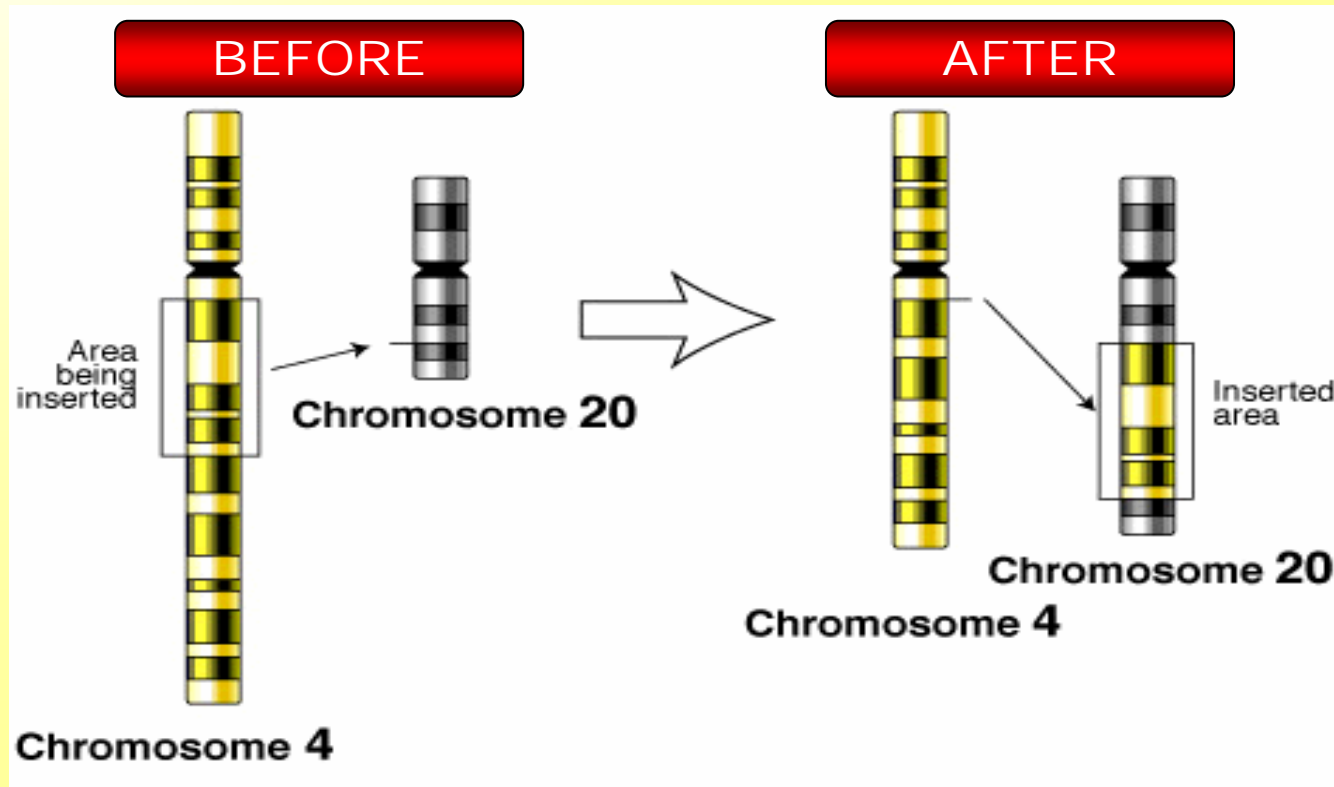 BEFORE
AFTER
Area
being
inserted
Chromosome 20
Chromosome 4
Inserted
area
Chromosome 20
Chromosome 4